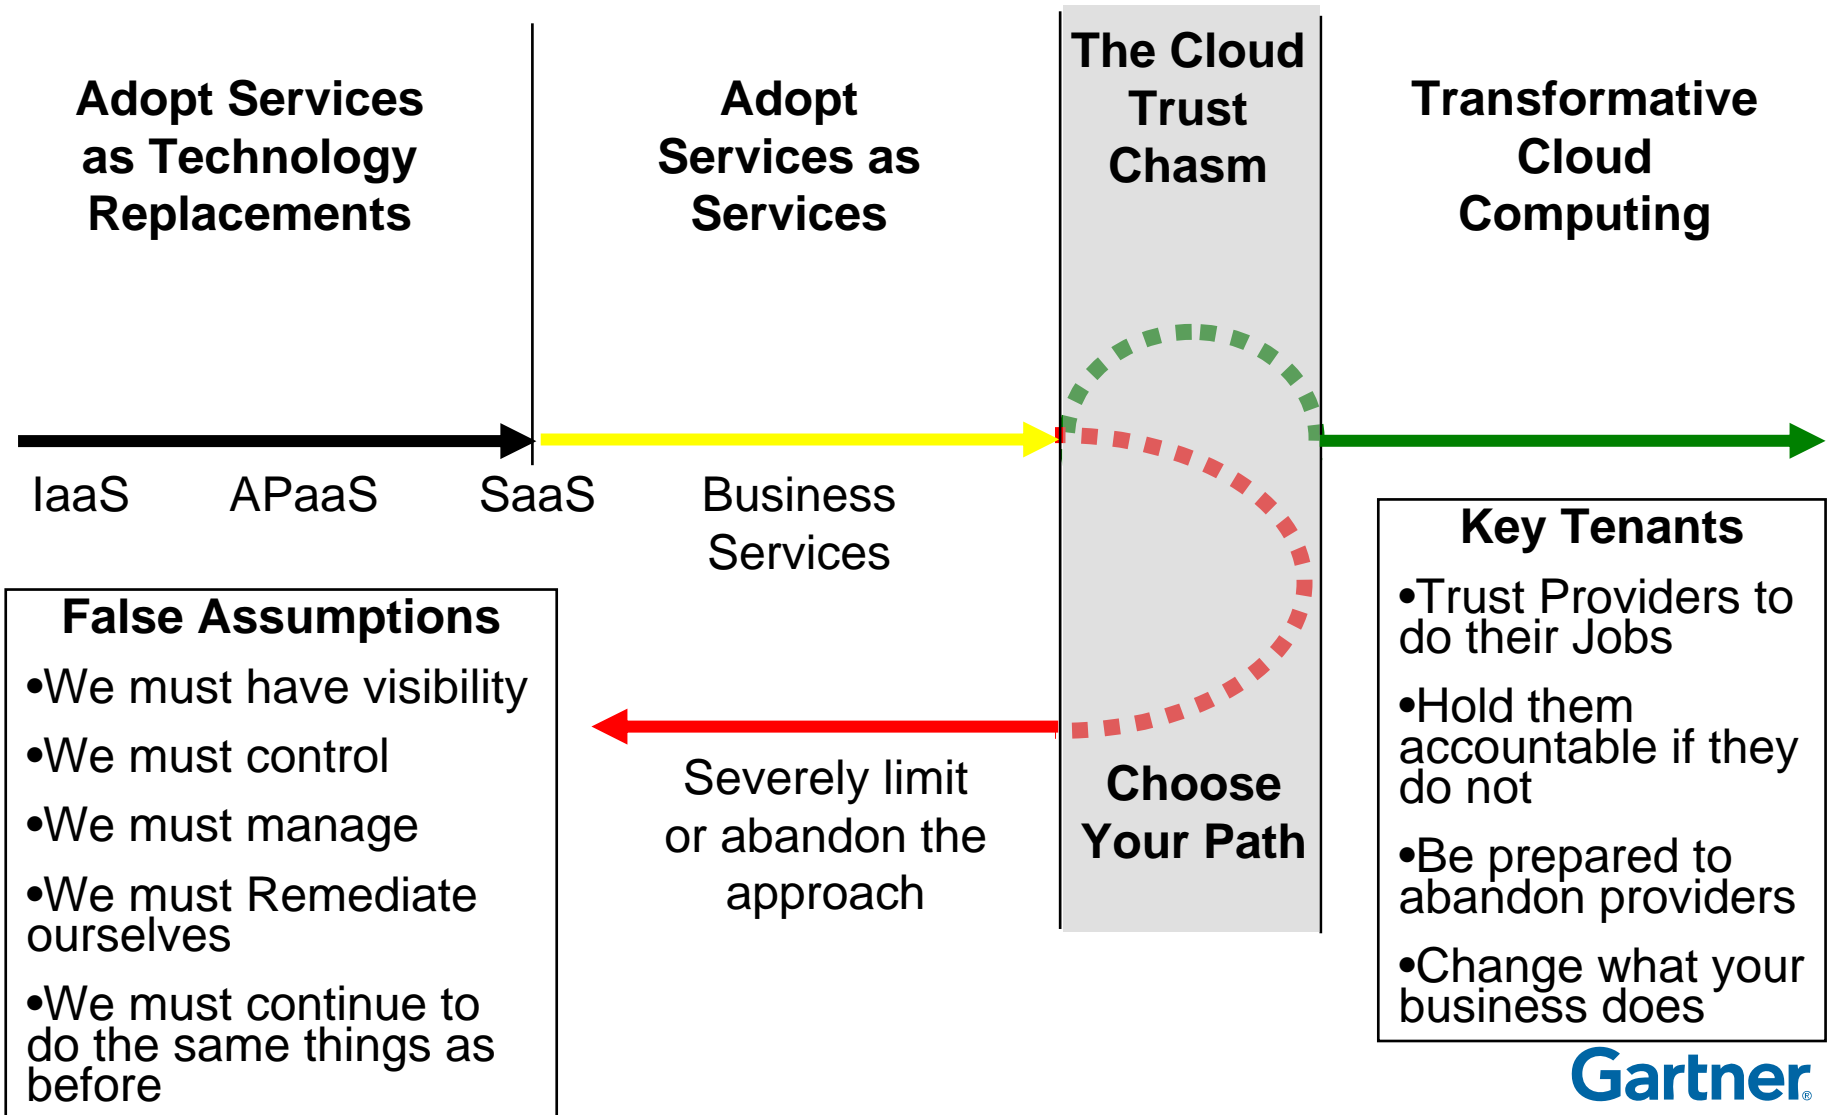 Adopt Services
as Technology
Replacements
Adopt
Services as
Services
The Cloud
Trust
Chasm
Transformative
Cloud
Computing
IaaS
APaaS
SaaS
Business
Services
False Assumptions
•We must have visibility
•We must control
•We must manage
•We must Remediate
ourselves
•We must continue to
do the same things as
before
Severely limit
or abandon the
approach
Choose
Your Path
Key Tenants
•Trust Providers to
do their Jobs
•Hold them
accountable if they
do not
•Be prepared to
abandon providers
•Change what your
business does
Gartner®